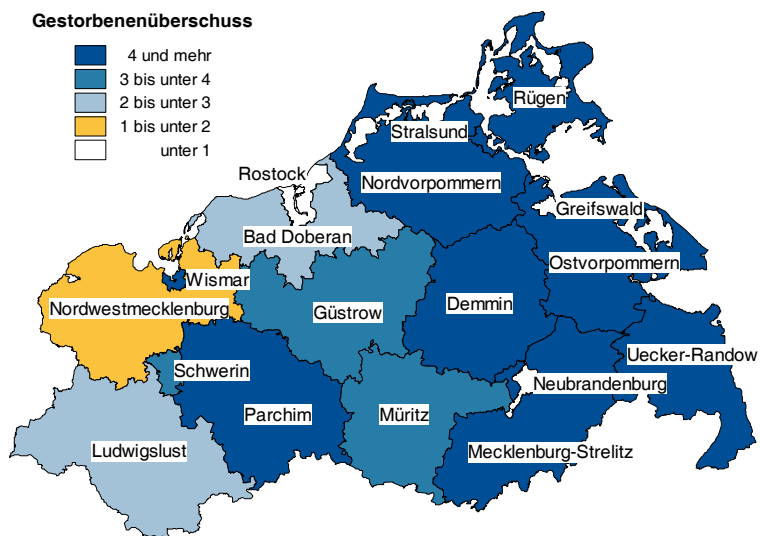 Gestorbenenüberschuss
4 und mehr
3 bis unter 4
2 bis unter 3
1 bis unter 2
unter 1
Rügen
Stralsund
Rostock
Nordvorpommern
Greifswald
Bad Doberan
Ostvorpommern
Wismar
Nordwestmecklenburg
Güstrow
Demmin
Uecker-Randow
Schwerin
Neubrandenburg
Parchim
Müritz
Ludwigslust
Mecklenburg-Strelitz